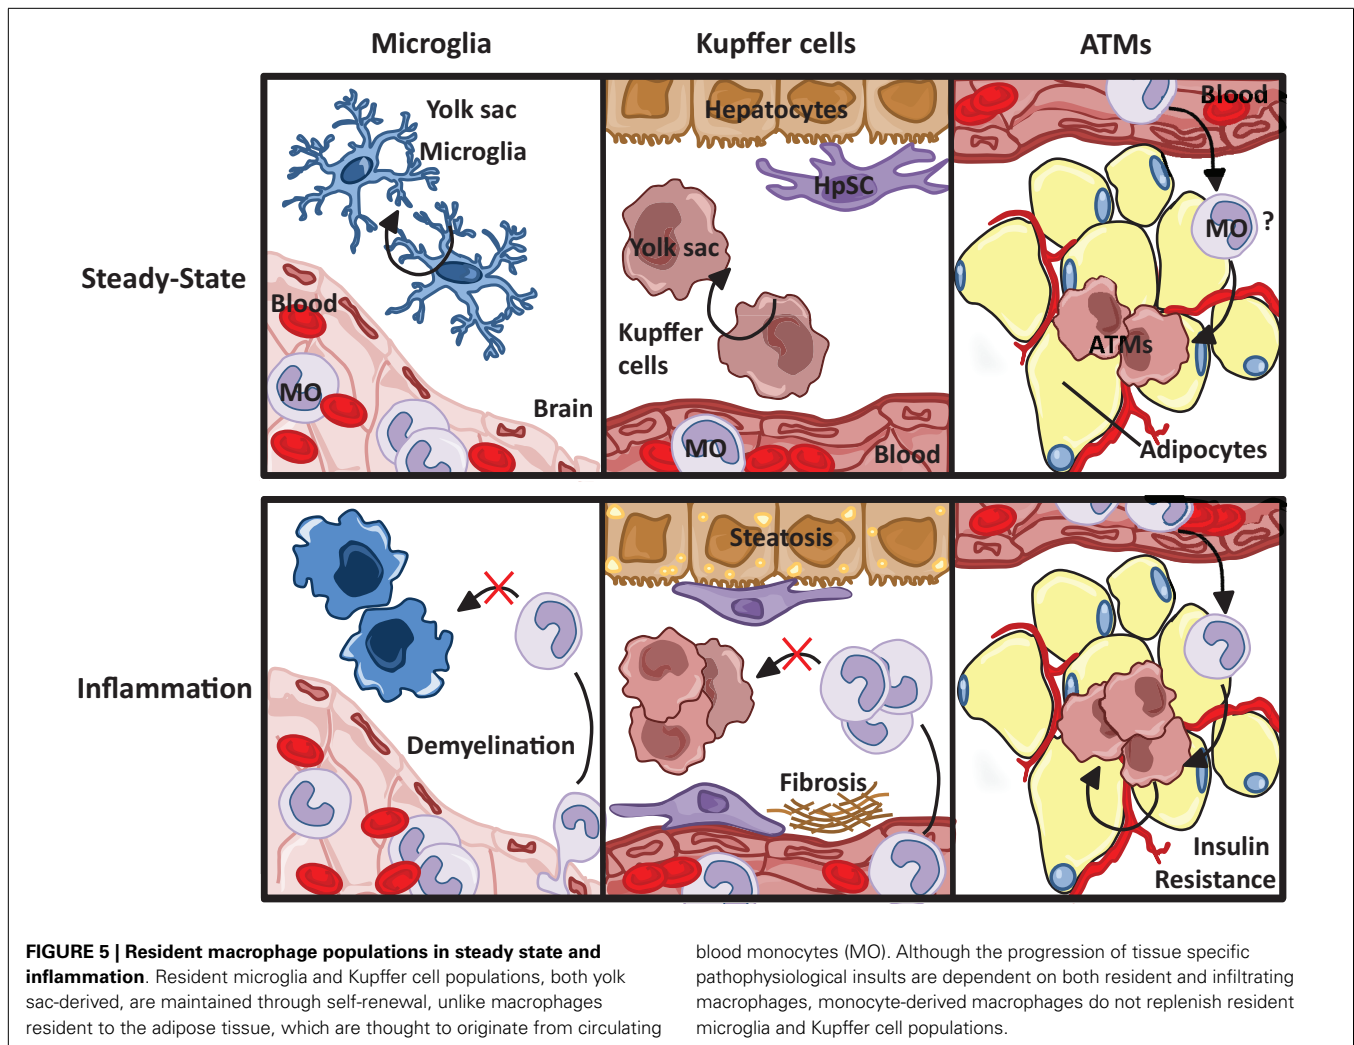 Microglia
Kupffer cells
ATMs
Steady-State
Yolk sac
Microglia
Blood
MO
Brain
Hepatocytes
HpSC
Yolk sac
Kupffer
cells
MO
Blood
Blood
MO ?
ATMs
Adipocytes
Inflammation
Demyelination
Steatosis
Fibrosis
Insulin
Resistance
FIGURE 5 | Resident macrophage populations in steady state and
inflammation. Resident microglia and Kupffer cell populations, both yolk
sac-derived, are maintained through self-renewal, unlike macrophages
resident to the adipose tissue, which are thought to originate from circulating
blood monocytes (MO). Although the progression of tissue specific
pathophysiological insults are dependent on both resident and infiltrating
macrophages, monocyte-derived macrophages do not replenish resident
microglia and Kupffer cell populations.